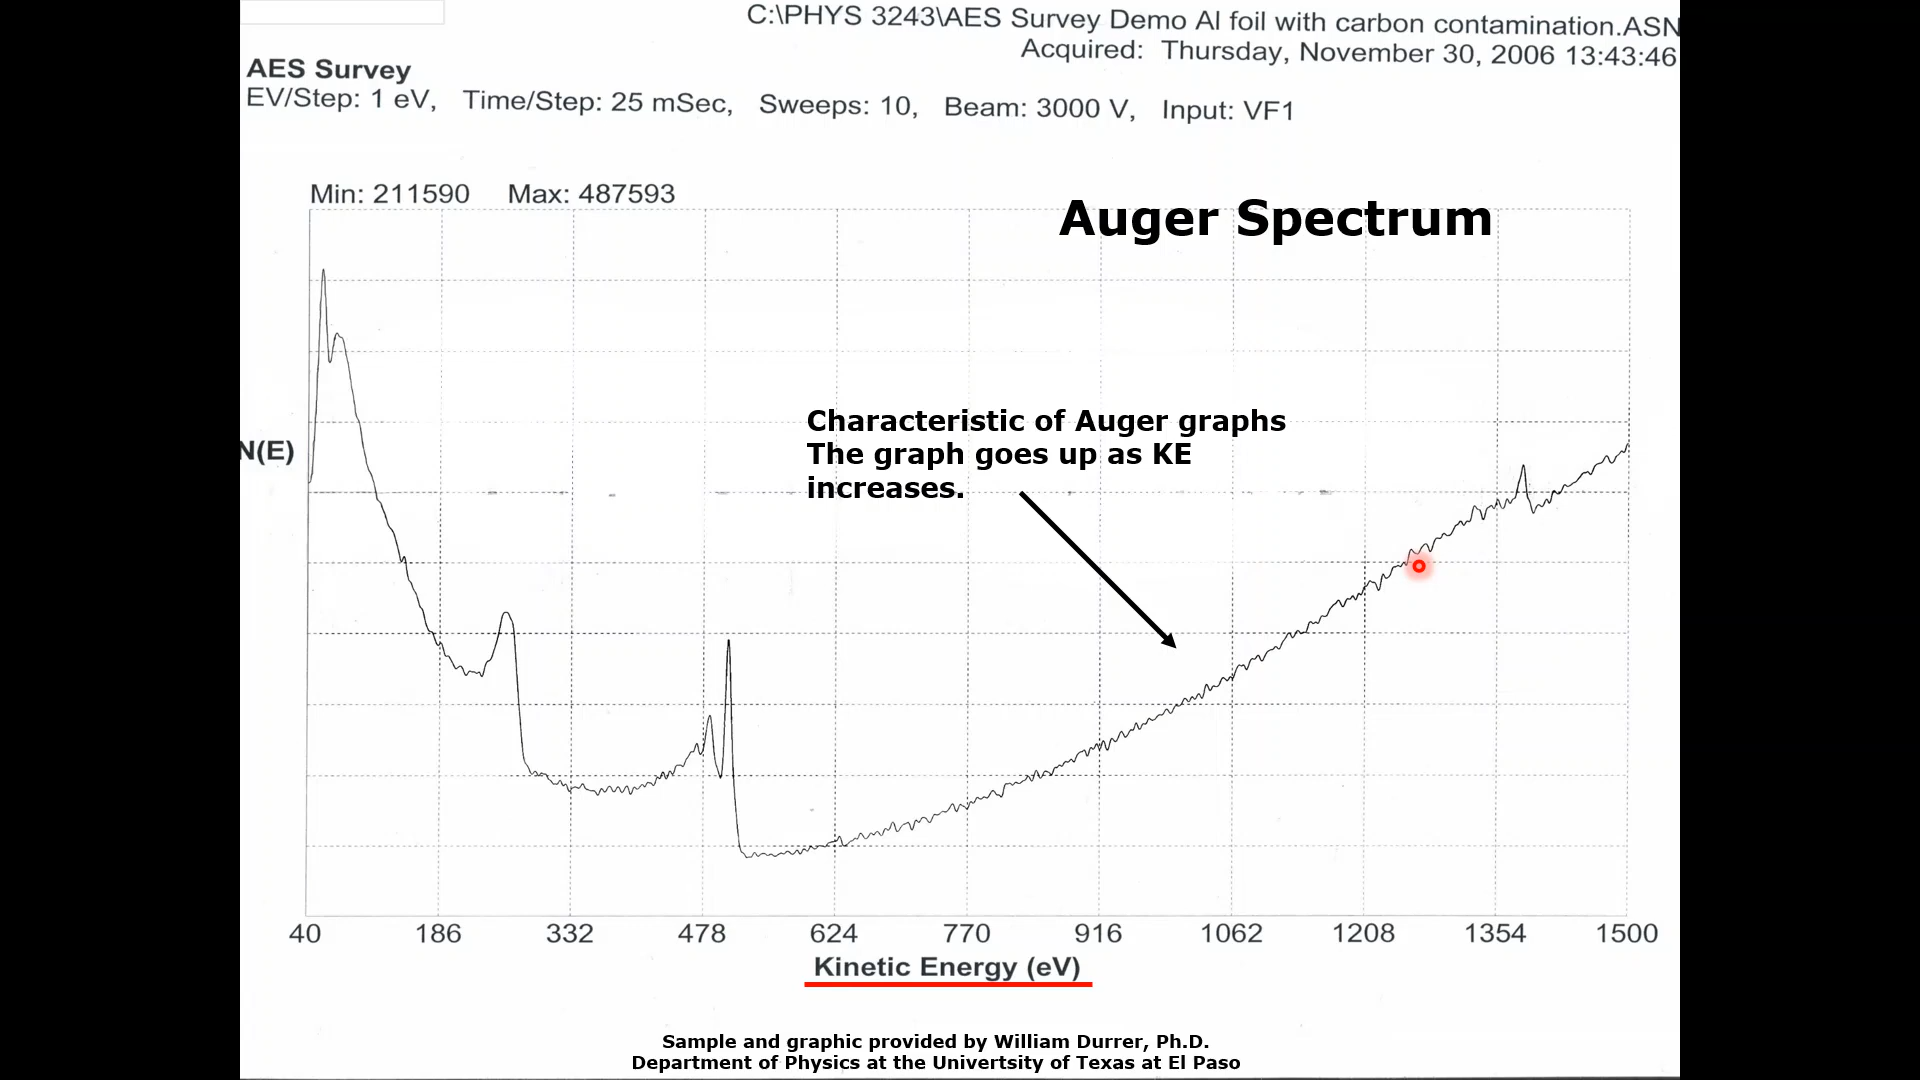 C:\PHYS 3243\AES Survey Demo Al foil with carbon contamination.ASN
Acquired: Thursday, November 30, 2006 13:43:46
AES Survey
EV/Step: 1 eV, Time/Step: 25 mSec, Sweeps: 10, Beam: 3000 V, Input: VF1
Min: 211590 Max: 487593
Auger Spectrum
Characteristic of Auger graphs
The graph goes up as KE
increases.
N(E)
40 186 332 478 624 770 916 1062 1208 1354 1500
Kinetic Energy (eV)
Sample and graphic provided by William Durrer, Ph.D.
Department of Physics at the Univertsity of Texas at El Paso